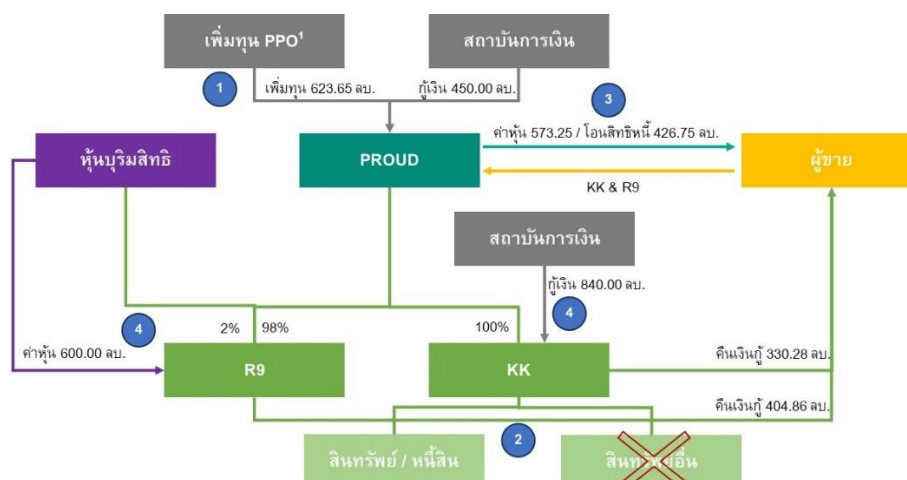 เพิ่มทุน PPO¹
สถาบันการเงิน
1
เพิ่มทุน 623.65 ลบ.
กู้เงิน 450.00 ลบ.
3
ค่าหุ้น 573.25 / โอนสิทธิหนี้ 426.75 ลบ.
หุ้นบุริมสิทธิ
PROUD
ผู้ขาย
KK & R9
สถาบันการเงิน
กู้เงิน 840.00 ลบ.
4
4
2%
98%
100%
ค่าหุ้น 600.00 ลบ.
R9
KK
คืนเงินกู้ 330.28 ลบ.
คืนเงินกู้ 404.86 ลบ.
2
สินทรัพย์ / หนี้สิน
สินทรัพย์อื่น